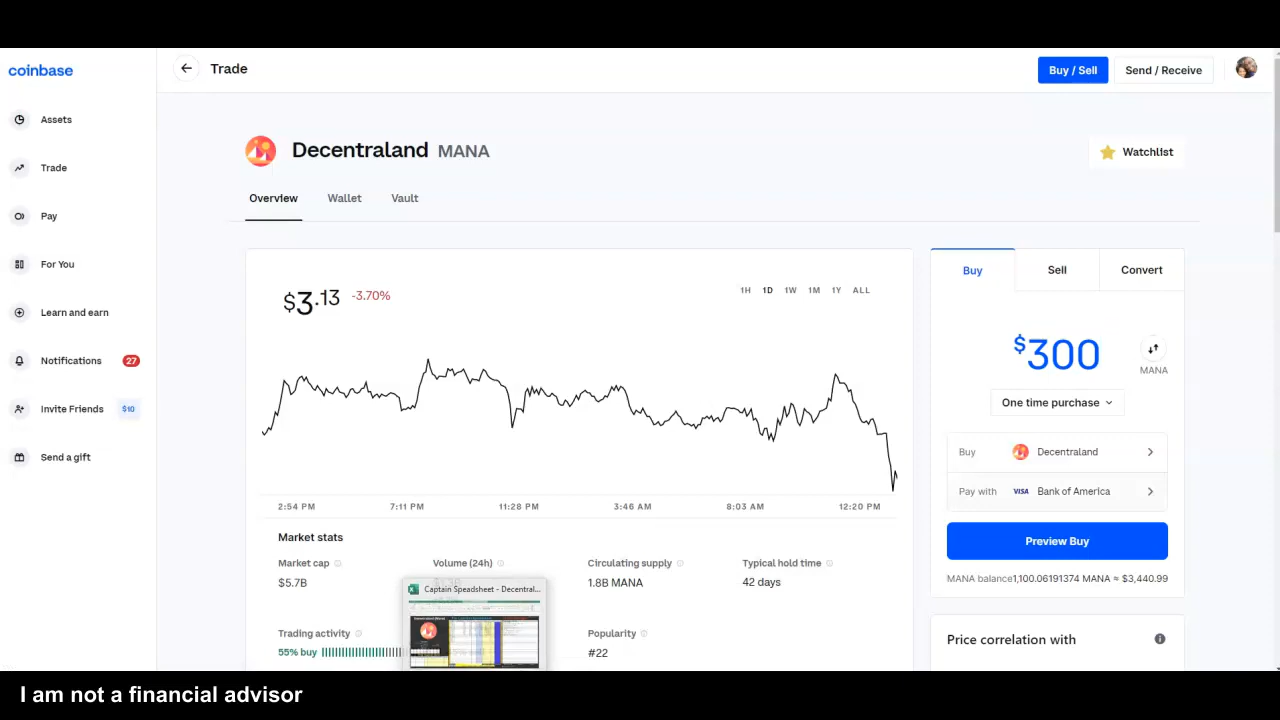 coinbase
Trade
Buy / Sell
Send / Receive
Assets
Trade
Pay
For You
Learn and earn
Notifications 27
Invite Friends $10
Send a gift
Decentraland MANA
Watchlist
Overview Wallet Vault
$3.13 -3.70%
1H 1D 1W 1M 1Y ALL
2:54 PM 7:11 PM 11:28 PM 3:46 AM 8:03 AM 12:20 PM
Market stats
Market cap Volume (24h) Circulating supply Typical hold time
$5.7B 1.8B MANA 42 days
Captain Speadsheet - Decentral...
Trading activity Popularity
55% buy #22
Buy Sell Convert
$300
MANA
One time purchase
Buy Decentraland
Pay with VISA Bank of America
Preview Buy
MANA balance1,100.06191374 MANA ≈ $3,440.99
Price correlation with
I am not a financial advisor